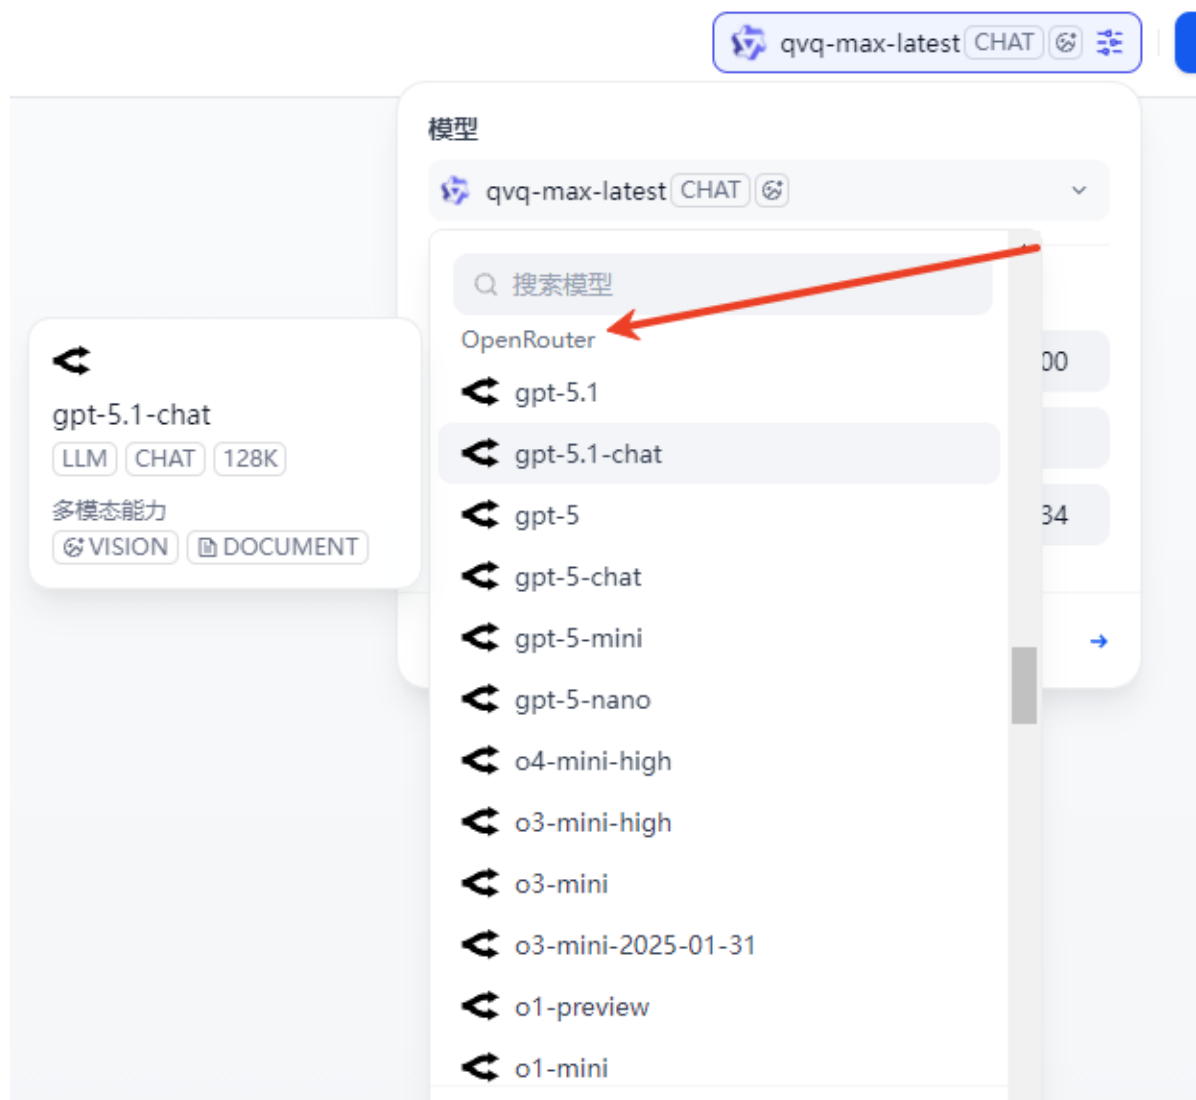 qvq-max-latest CHAT
模型
qvq-max-latest CHAT
搜索模型
OpenRouter
gpt-5.1
gpt-5.1-chat
gpt-5
gpt-5-chat
gpt-5-mini
gpt-5-nano
o4-mini-high
o3-mini-high
o3-mini
o3-mini-2025-01-31
o1-preview
o1-mini
gpt-5.1-chat
LLM CHAT 128K
多模态能力
VISION DOCUMENT
00
34